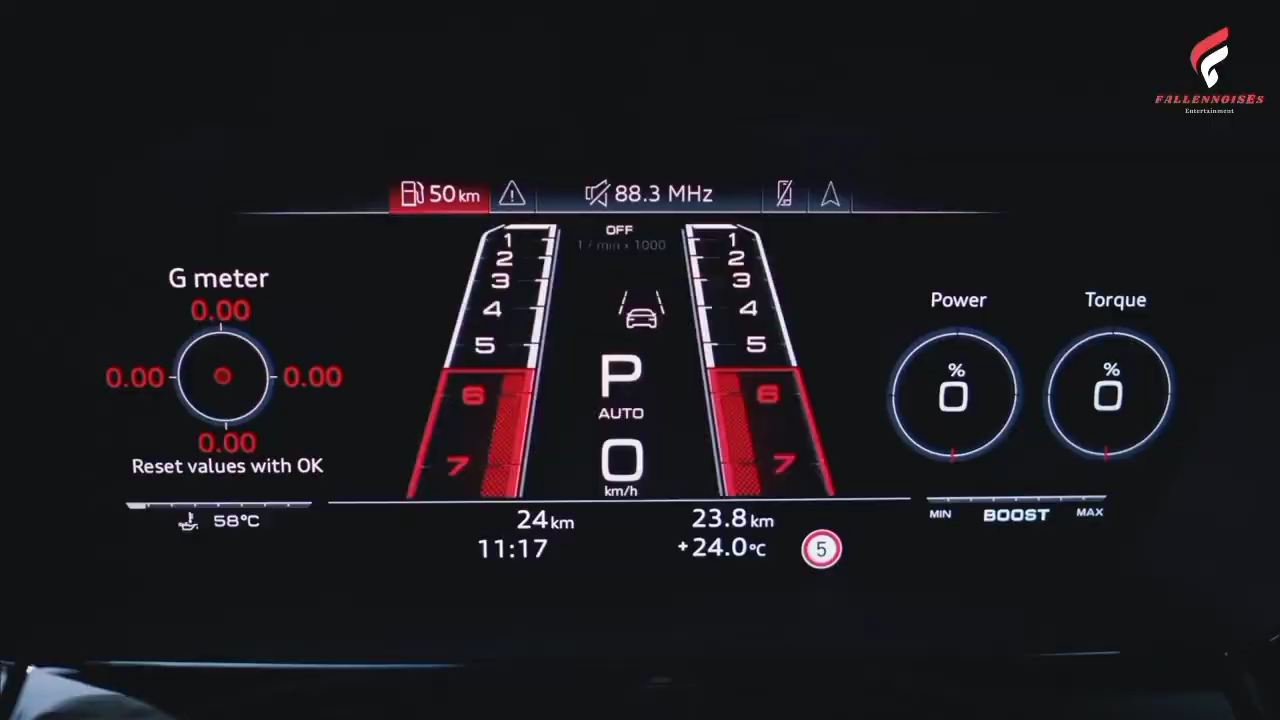 FALLENNOISEs
Entertainment
50 km
88.3 MHz
OFF
1 / min x 1000
1
2
3
4
5
6
7
1
2
3
4
5
6
7
G meter
0.00
0.00
0.00
0.00
Reset values with OK
58°C
P
AUTO
0
km/h
Power
%
0
Torque
%
0
MIN BOOST MAX
24 km
23.8 km
11:17
+24.0°C
5